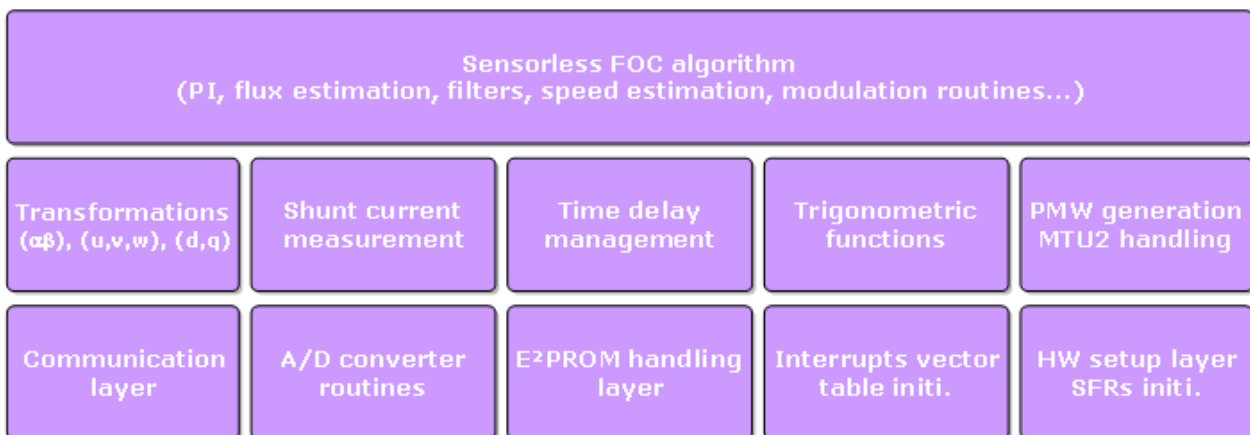 Sensorless FOC algorithm
(PI, flux estimation, filters, speed estimation, modulation routines...)
Transformations
(αβ), (u,v,w), (d,q)
Shunt current
measurement
Time delay
management
Trigonometric
functions
PMW generation
MTU2 handling
Communication
layer
A/D converter
routines
E²PROM handling
layer
Interrupts vector
table initi.
HW setup layer
SFRs initi.